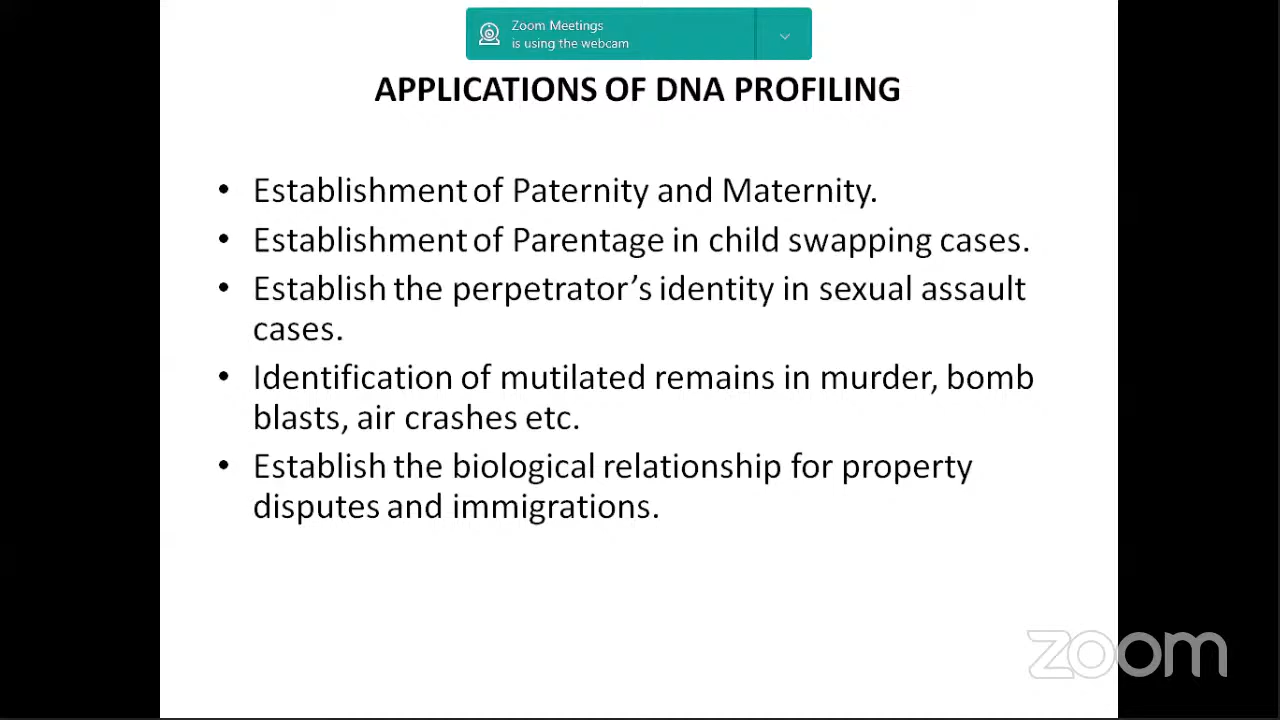 Zoom Meetings
is using the webcam
APPLICATIONS OF DNA PROFILING
• Establishment of Paternity and Maternity.
• Establishment of Parentage in child swapping cases.
• Establish the perpetrator’s identity in sexual assault
cases.
• Identification of mutilated remains in murder, bomb
blasts, air crashes etc.
• Establish the biological relationship for property
disputes and immigrations.
zoom